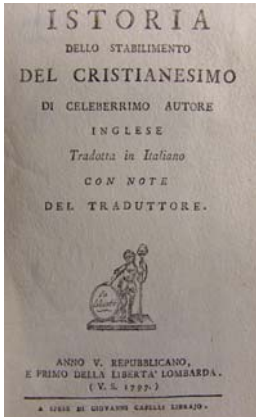 ISTORIA
DELLO STABILIMENTO
DEL CRISTIANESIMO
DI CELEBERRIMO AUTORE
INGLESE
Tradotta in Italiano
CON NOTE
DEL TRADUTTORE.
ANNO V. REPUBBLICANO,
E PRIMO DELLA LIBERTA' LOMBARDA.
( V. S. 1797. )
A SPESE DI GIOVANNI CAPELLI LIBRAJO.